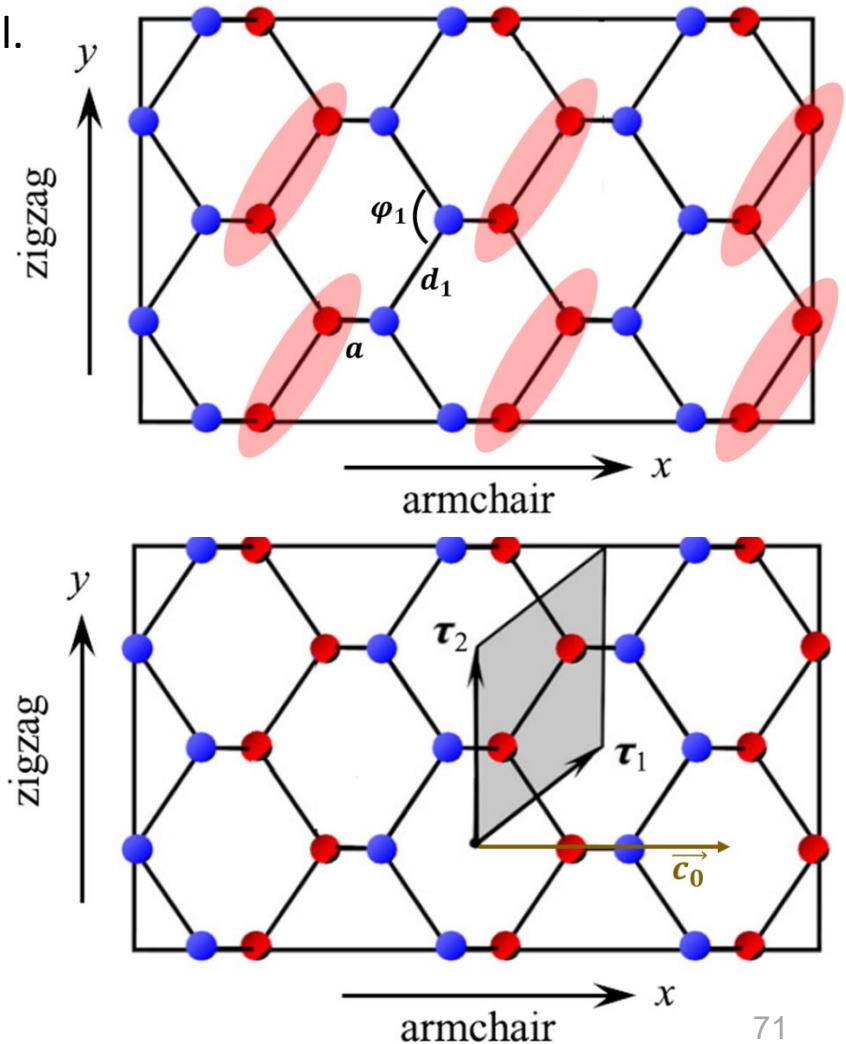 I.
y
zigzag
φ₁
d₁
a
x
armchair
y
zigzag
τ₂
τ₁
c₀⃗
x
armchair
71